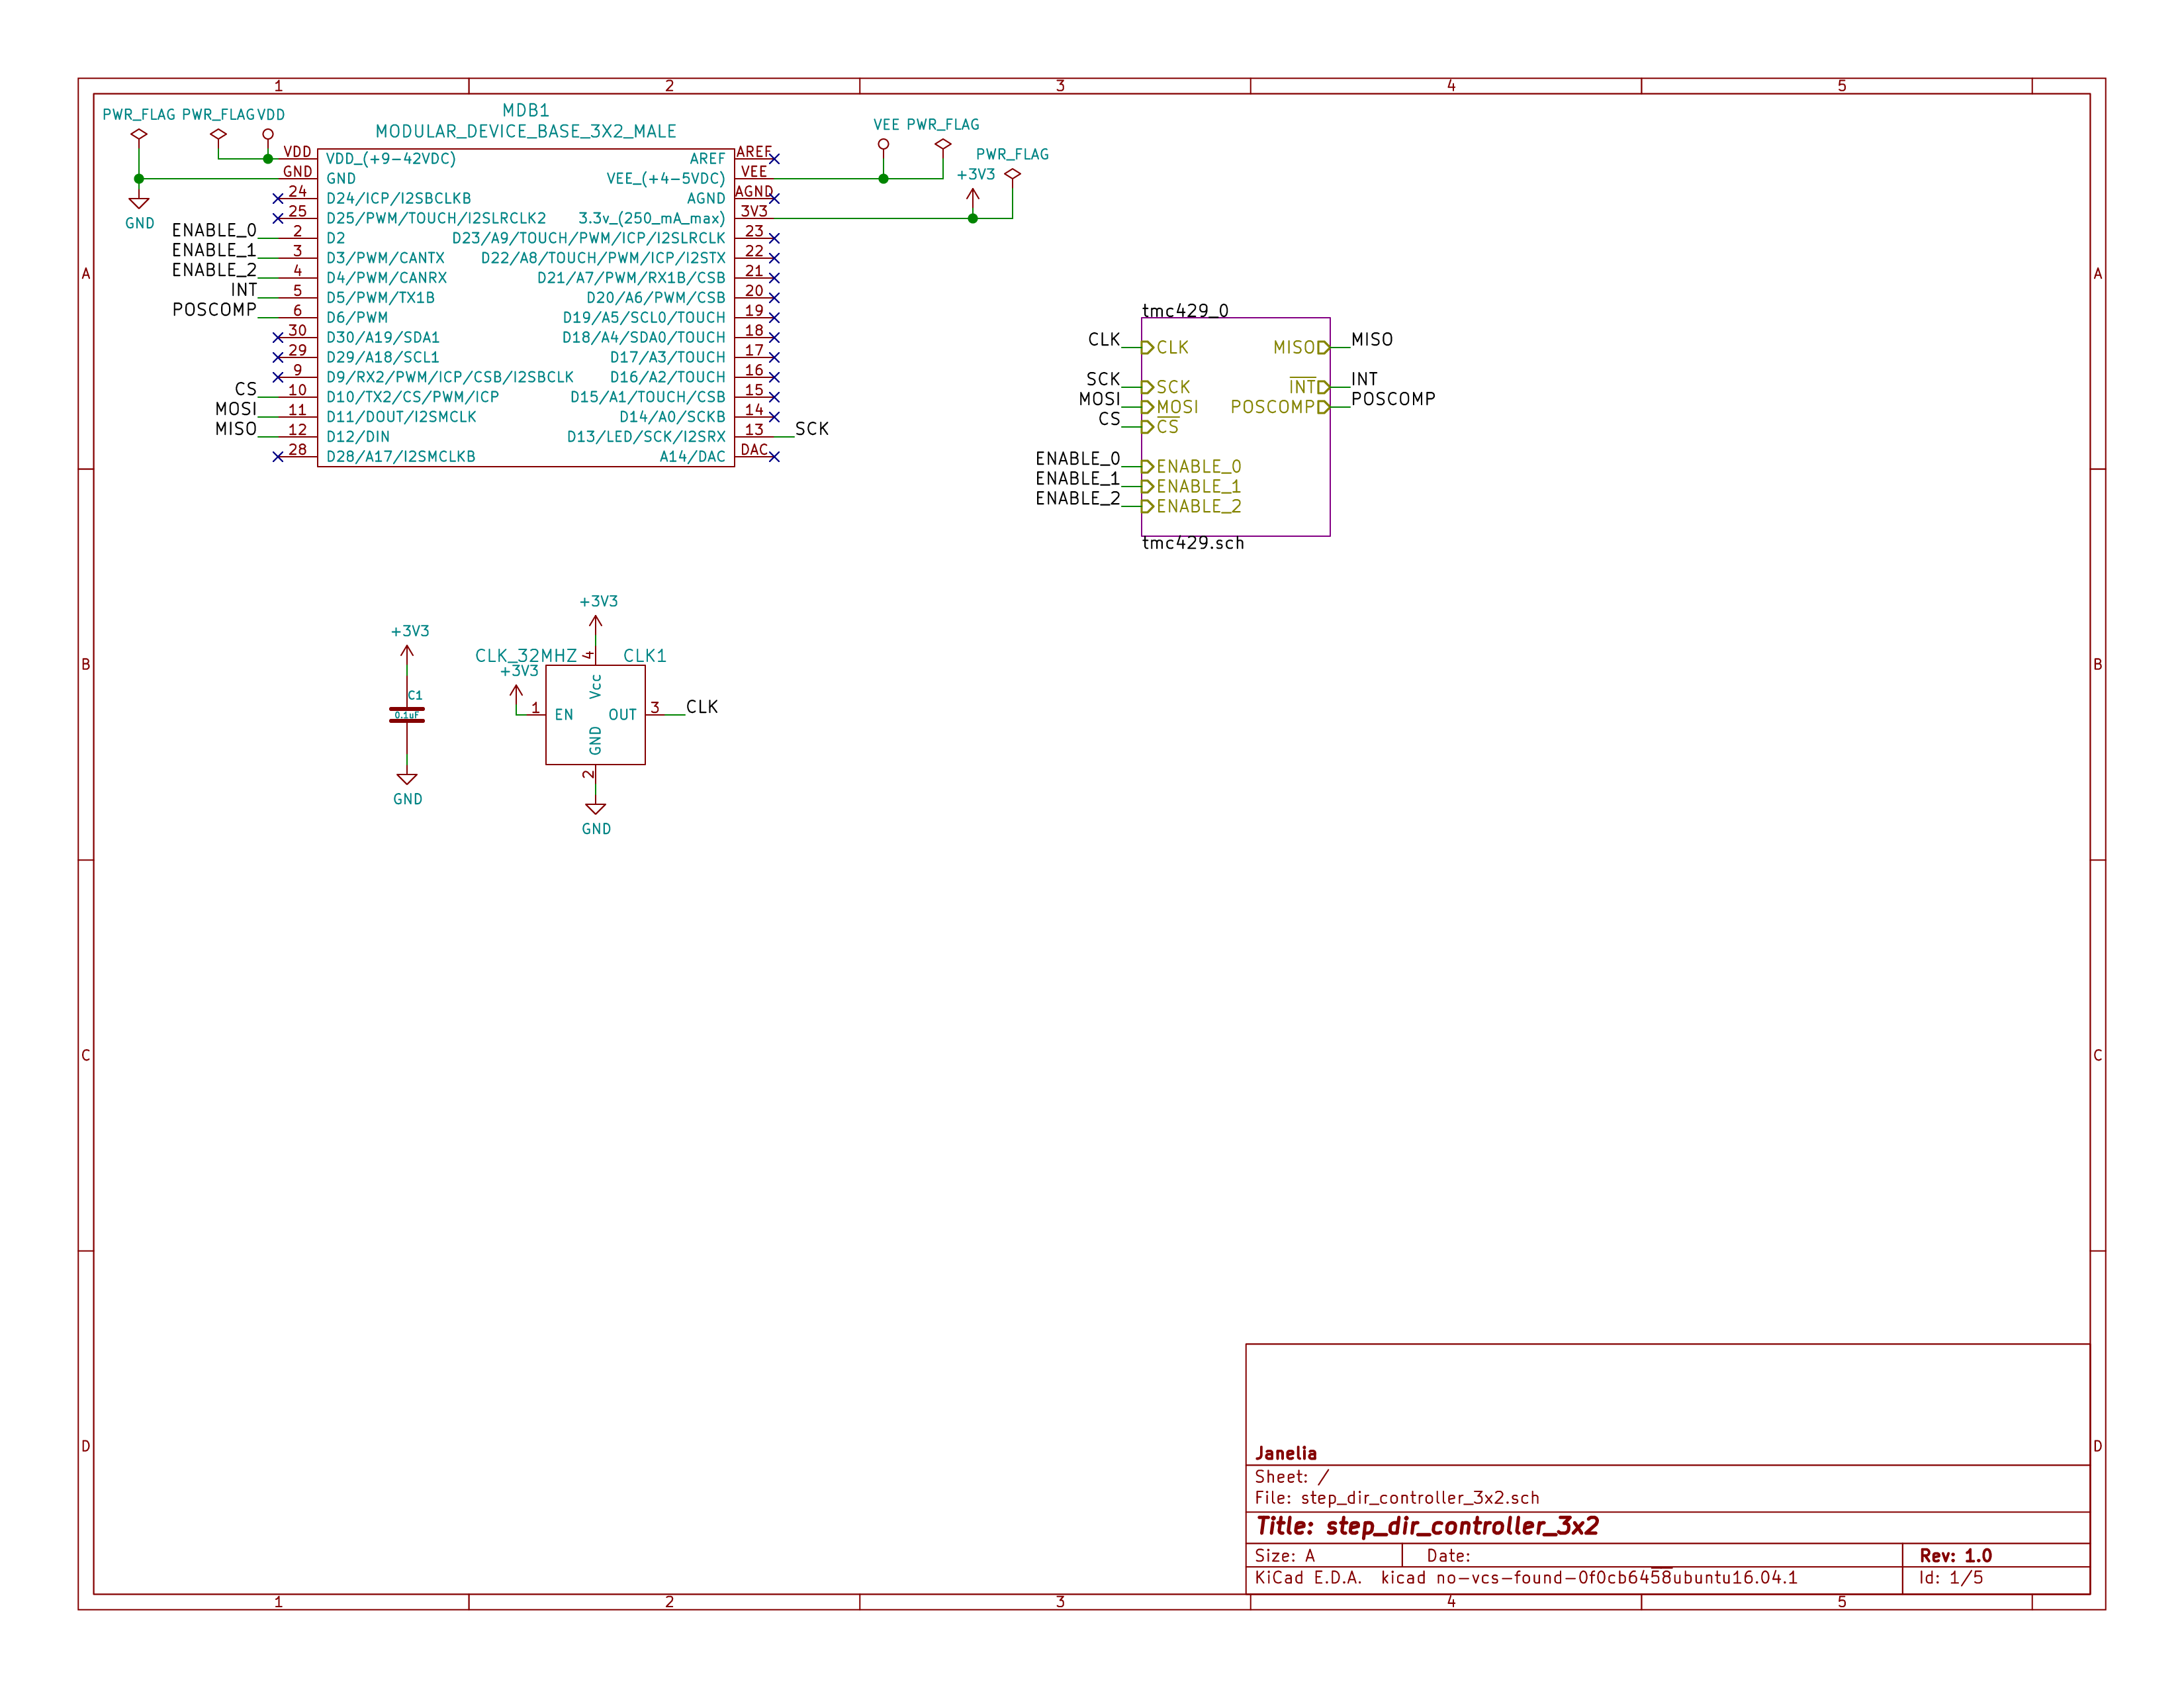 1 2 3 4 5
PWR_FLAG PWR_FLAG VDD
MDB1
MODULAR_DEVICE_BASE_3X2_MALE
VEE PWR_FLAG
PWR_FLAG
+3V3
GND
VDD VDD_(+9-42VDC) AREF AREF
GND GND VEE_(+4-5VDC) VEE
24 D24/ICP/I2SBCLKB AGND AGND
25 D25/PWM/TOUCH/I2SLRCLK2 3.3v_(250_mA_max) 3V3
ENABLE_0 2 D2 D23/A9/TOUCH/PWM/ICP/I2SLRCLK 23
ENABLE_1 3 D3/PWM/CANTX D22/A8/TOUCH/PWM/ICP/I2STX 22
ENABLE_2 4 D4/PWM/CANRX D21/A7/PWM/RX1B/CSB 21
INT 5 D5/PWM/TX1B D20/A6/PWM/CSB 20
POSCOMP 6 D6/PWM D19/A5/SCL0/TOUCH 19
30 D30/A19/SDA1 D18/A4/SDA0/TOUCH 18
29 D29/A18/SCL1 D17/A3/TOUCH 17
9 D9/RX2/PWM/ICP/CSB/I2SBCLK D16/A2/TOUCH 16
CS 10 D10/TX2/CS/PWM/ICP D15/A1/TOUCH/CSB 15
MOSI 11 D11/DOUT/I2SMCLK D14/A0/SCKB 14
MISO 12 D12/DIN D13/LED/SCK/I2SRX 13 SCK
28 D28/A17/I2SMCLKB A14/DAC DAC
tmc429_0
CLK CLK MISO MISO
SCK SCK INT INT
MOSI MOSI POSCOMP POSCOMP
CS CS
ENABLE_0 ENABLE_0
ENABLE_1 ENABLE_1
ENABLE_2 ENABLE_2
tmc429.sch
+3V3
C1
0.1uF
GND
+3V3
CLK_32MHZ 4 CLK1
+3V3
Vcc
1 EN OUT 3 CLK
GND
2
GND
A A
B B
C C
D D
Janelia
Sheet: /
File: step_dir_controller_3x2.sch
Title: step_dir_controller_3x2
Size: A Date: Rev: 1.0
KiCad E.D.A. kicad no-vcs-found-0f0cb6458ubuntu16.04.1 Id: 1/5
1 2 3 4 5